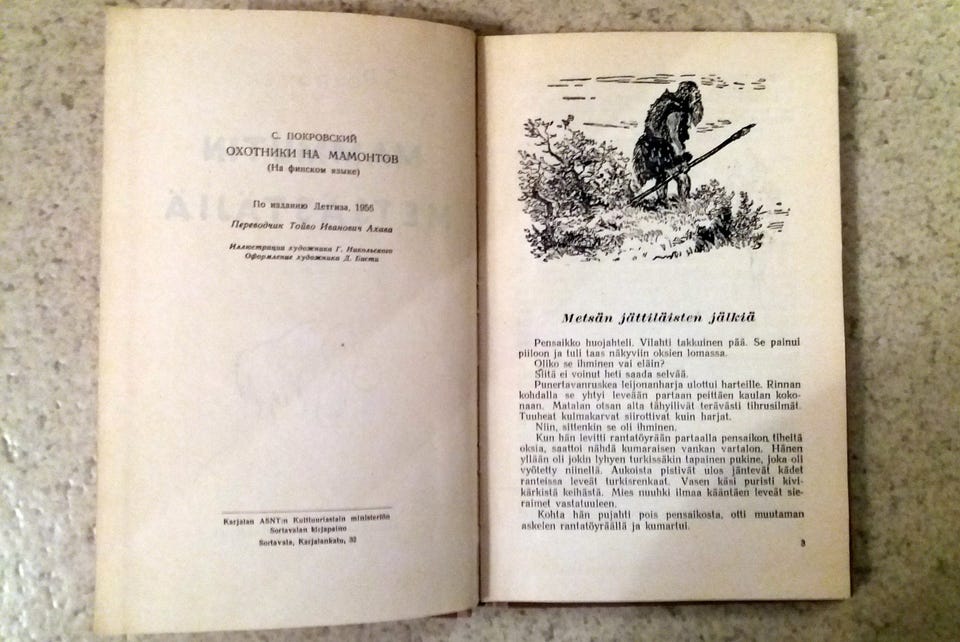 С. ПОКРОВСКИЙ
ОХОТНИКИ НА МАМОНТОВ
(На финском языке)
По изданию Детгиза, 1956
Переводчик Тойво Иванович Ахава
Иллюстрации художника Г. Никольского
Оформление художника Д. Бисти
Karjalan ASNT:n Kulttuuriasiain ministeriön
Sortavalan kirjapaino
Sortavala, Karjalankatu, 32
Metsän jättiläisten jälkiä
Pensaikko huojahteli. Vilahti takkuinen pää. Se painui
piiloon ja tuli taas näkyviin oksien lomassa.
Oliko se ihminen vai eläin?
Siitä ei voinut heti saada selvää.
Punertavanruskea leijonanharja ulottui harteille. Rinnan
kohdalla se yhtyi leveään partaan peittäen kaulan koko-
naan. Matalan otsan alta tähyilivät terävästi tihrusilmät.
Tuuheat kulmakarvat siirottivat kuin harjat.
Niin, sittenkin se oli ihminen.
Kun hän levitti rantatöyrään partaalla pensaikon tiheitä
oksia, saattoi nähdä kumaraisen vankan vartalon. Hänen
yllään oli jokin lyhyen turkissäkin tapainen pukine, joka oli
vyötetty niinellä. Aukoista pistivät ulos jäntevät kädet
ranteissa leveät turkisrenkaat. Vasen käsi puristi kivi-
kärkistä keihästä. Mies nuuhki ilmaa kääntäen leveät sie-
raimet vastatuuleen.
Kohta hän pujahti pois pensaikosta, otti muutaman
askelen rantatöyräällä ja kumartui.
3